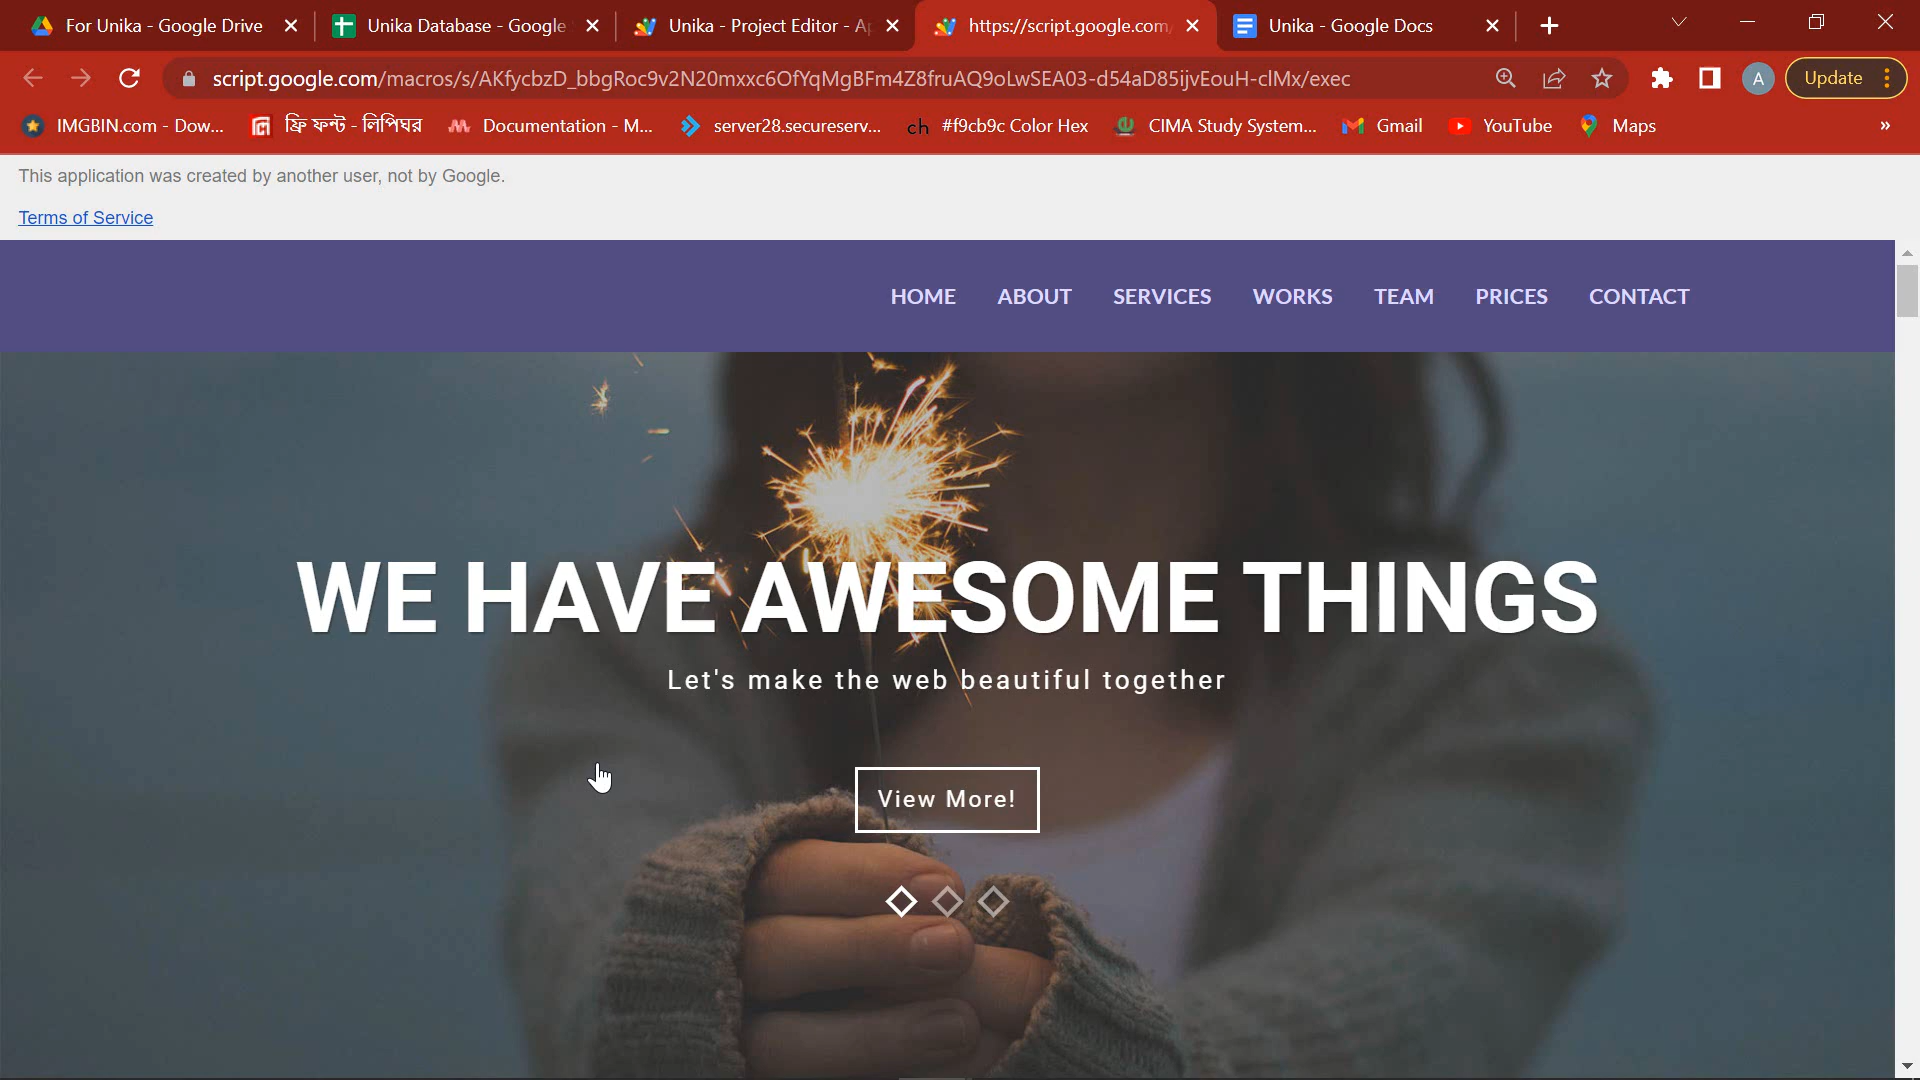 For Unika - Google Drive
Unika Database - Google
Unika - Project Editor - Ap
https://script.google.com
Unika - Google Docs
script.google.com/macros/s/AKfycbzD_bbgRoc9v2N20mxxc6OfYqMgBFm4Z8fruAQ9oLwSEA03-d54aD85ijvEouH-clMx/exec
A
Update
IMGBIN.com - Dow...
ফ্রি ফন্ট - লিপিঘর
Documentation - M...
server28.secureserv...
ch
#f9cb9c Color Hex
CIMA Study System...
Gmail
YouTube
Maps
»
This application was created by another user, not by Google.
Terms of Service
HOME ABOUT SERVICES WORKS TEAM PRICES CONTACT
WE HAVE AWESOME THINGS
Let's make the web beautiful together
View More!